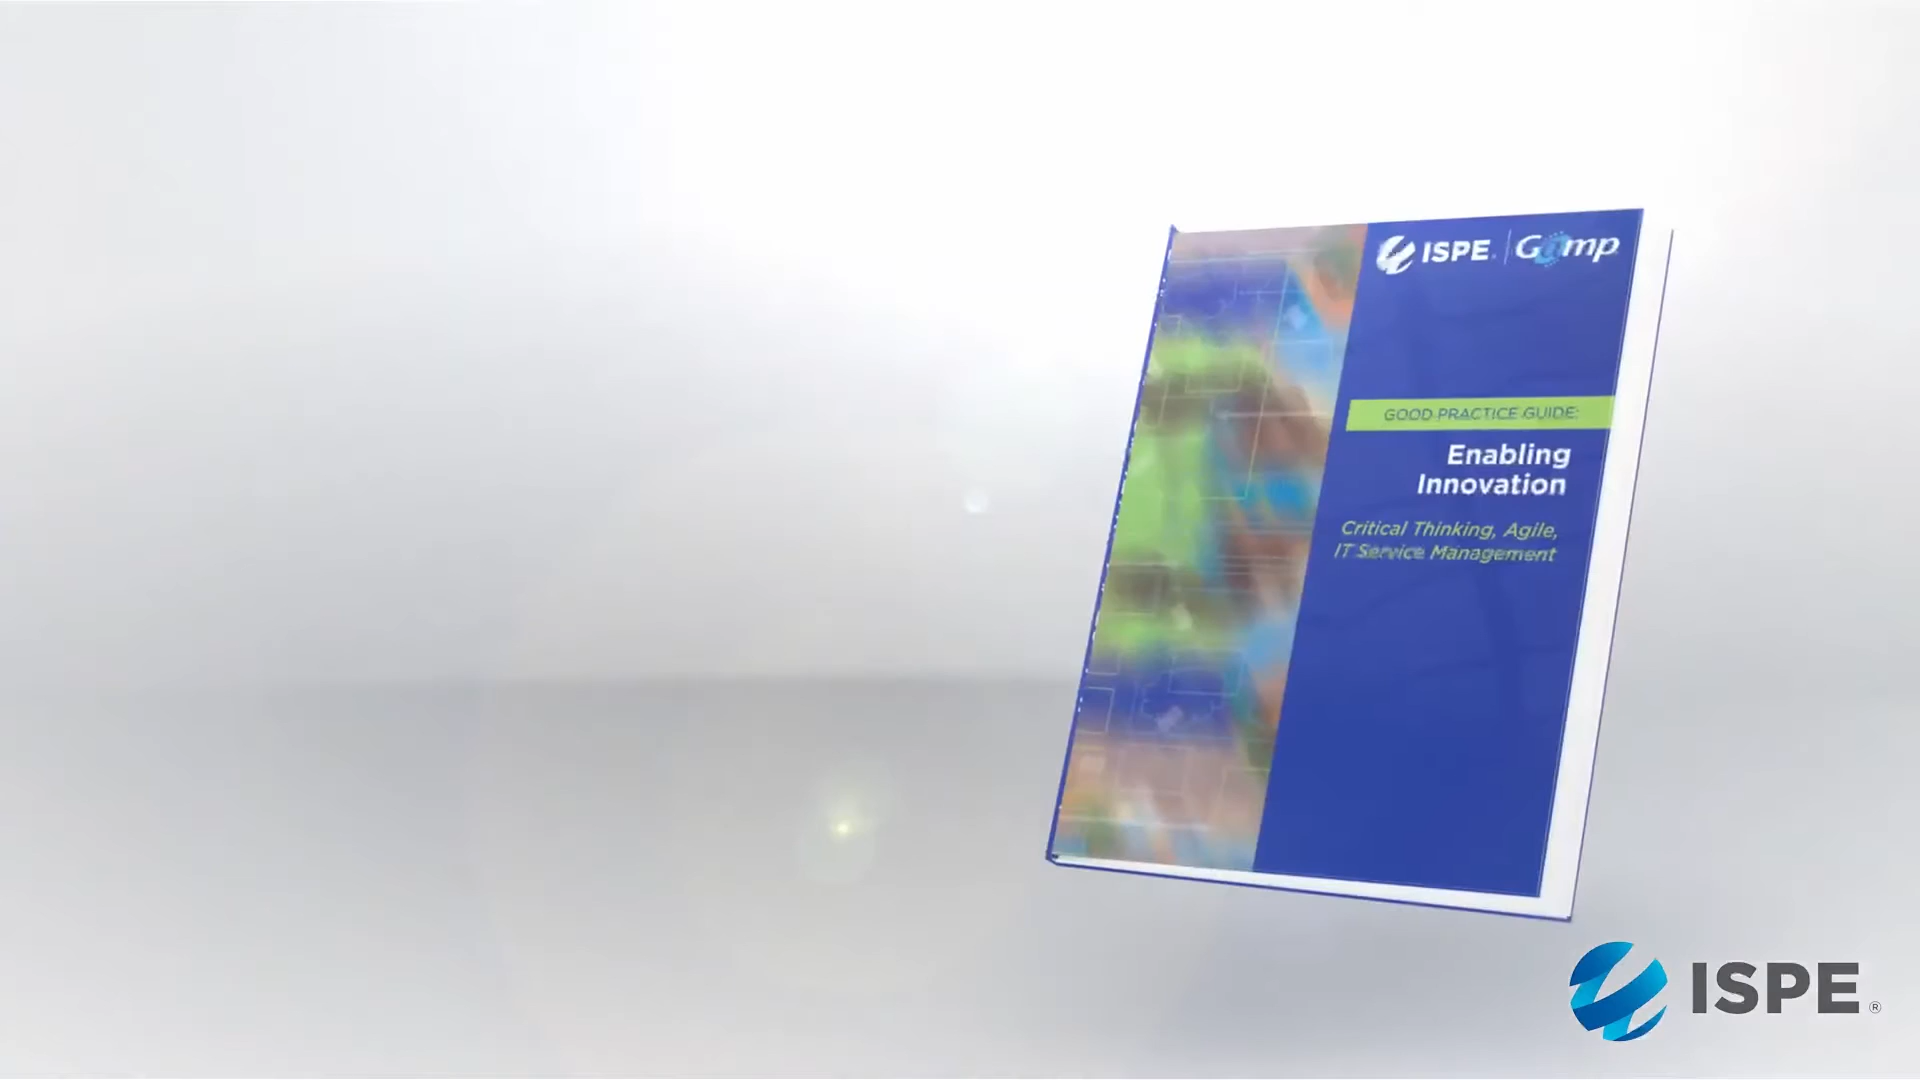 ISPE® | GAmp
GOOD PRACTICE GUIDE:
Enabling
Innovation
Critical Thinking, Agile,
IT Service Management
ISPE®